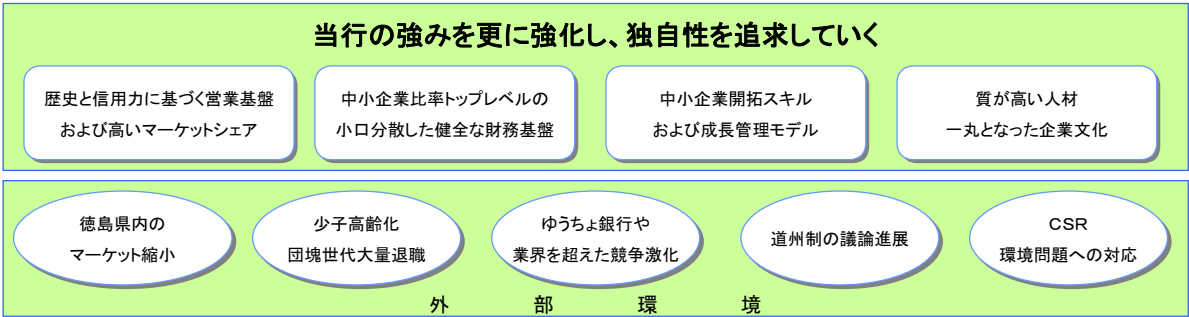 当行の強みを更に強化し、独自性を追求していく
歴史と信用力に基づく営業基盤
および高いマーケットシェア
中小企業比率トップレベルの
小口分散した健全な財務基盤
中小企業開拓スキル
および成長管理モデル
質が高い人材
一丸となった企業文化
徳島県内の
マーケット縮小
少子高齢化
団塊世代大量退職
ゆうちょ銀行や
業界を超えた競争激化
道州制の議論進展
CSR
環境問題への対応
外部環境